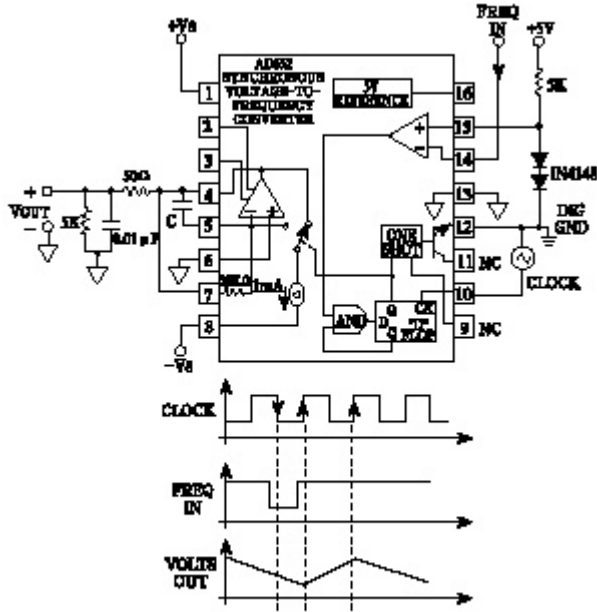 +Vs
FREQ
IN
+5V
AD652
SYNCHRONOUS
VOLTAGE-TO-
FREQUENCY
CONVERTER
5V
REFERENCE
1
16
5K
2
15
3
14
1N4148
50Ω
4
13
+
VOUT
-
5K
0.01μF
C
5
12
DIG
GND
ONE
SHOT
6
11
NC
CLOCK
7
1mA
10
AND
D
Q
CK
"D"
FLOP
Q
8
9
NC
-Vs
CLOCK
FREQ
IN
VOLTS
OUT